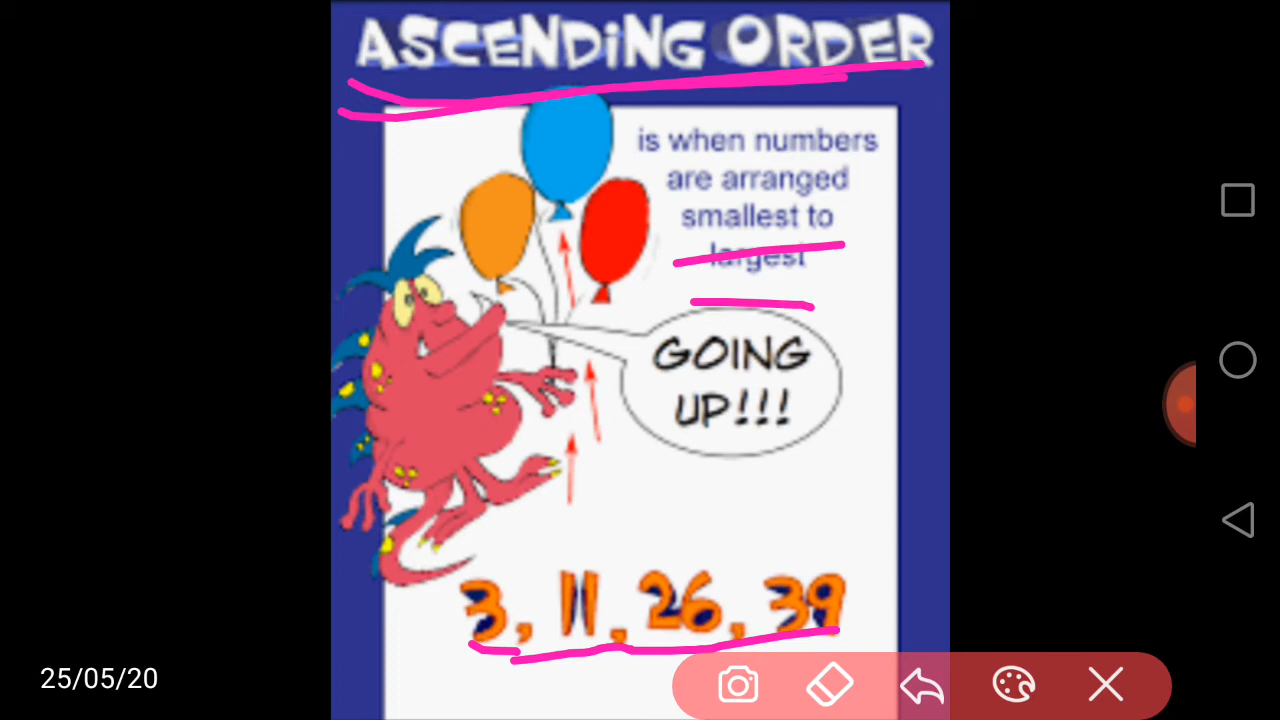 ASCENDING ORDER
is when numbers
are arranged
smallest to
largest
GOING
UP!!!
3, 11, 26, 39
25/05/20